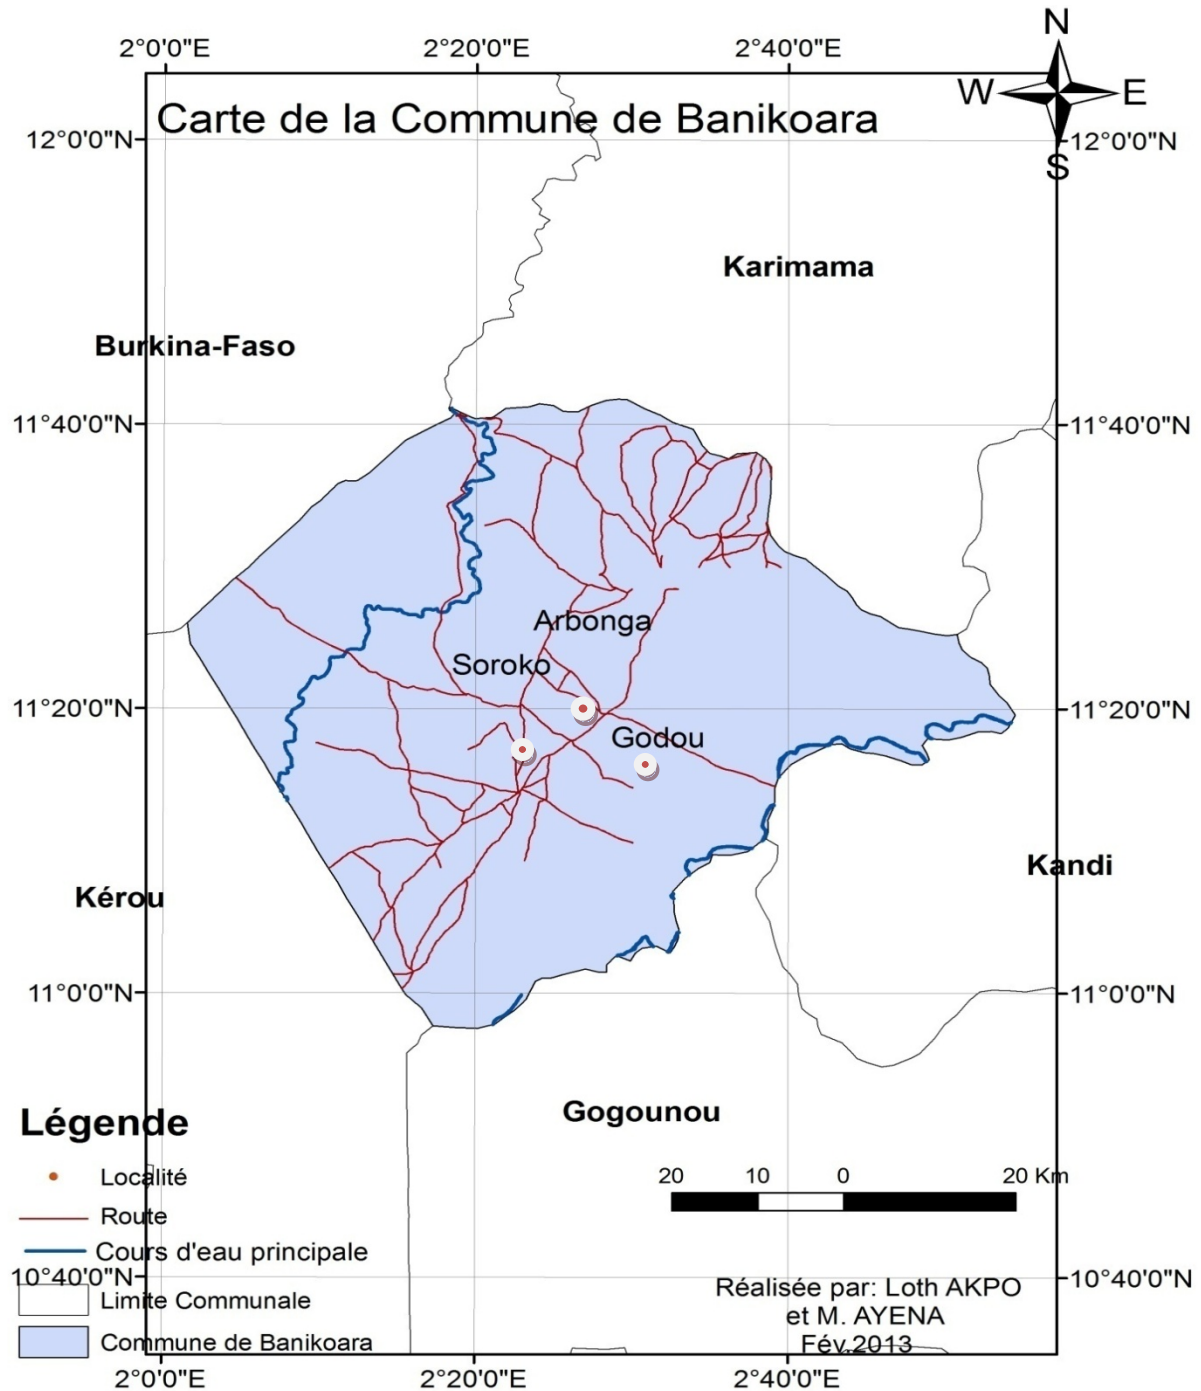 N
2°0'0"E 2°20'0"E 2°40'0"E
W E
Carte de la Commune de Banikoara
12°0'0"N 12°0'0"N
S
Karimama
Burkina-Faso
11°40'0"N 11°40'0"N
Arbonga
Soroko
11°20'0"N 11°20'0"N
Godou
Kandi
Kérou
11°0'0"N 11°0'0"N
Gogounou
Légende
Localité
20 10 0 20 Km
Route
Cours d'eau principale
10°40'0"N 10°40'0"N
Limite Communale
Réalisée par: Loth AKPO
et M. AYENA
Fév.2013
Commune de Banikoara
2°0'0"E 2°20'0"E 2°40'0"E